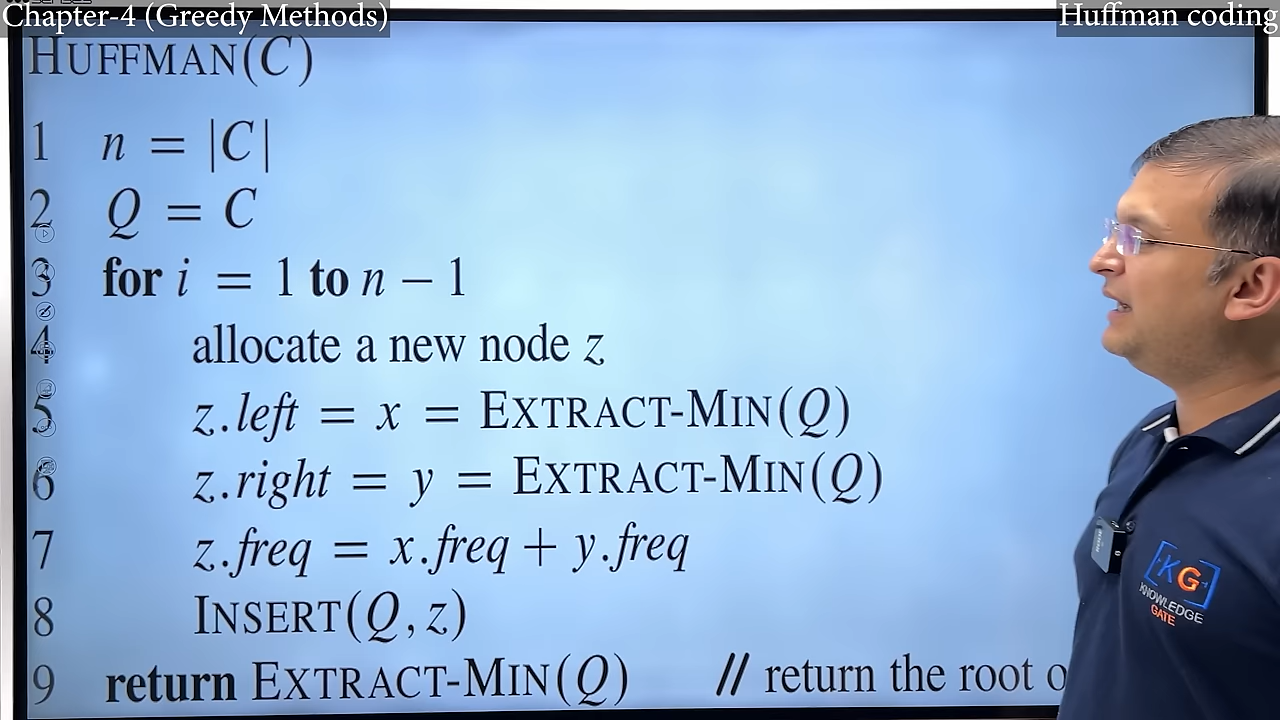 Chapter-4 (Greedy Methods)
Huffman coding
HUFFMAN(C)
1 n = |C|
2 Q = C
3 for i = 1 to n − 1
4 allocate a new node z
5 z.left = x = EXTRACT-MIN(Q)
6 z.right = y = EXTRACT-MIN(Q)
7 z.freq = x.freq + y.freq
8 INSERT(Q, z)
9 return EXTRACT-MIN(Q) // return the root o
KG
KNOWLEDGE
GATE